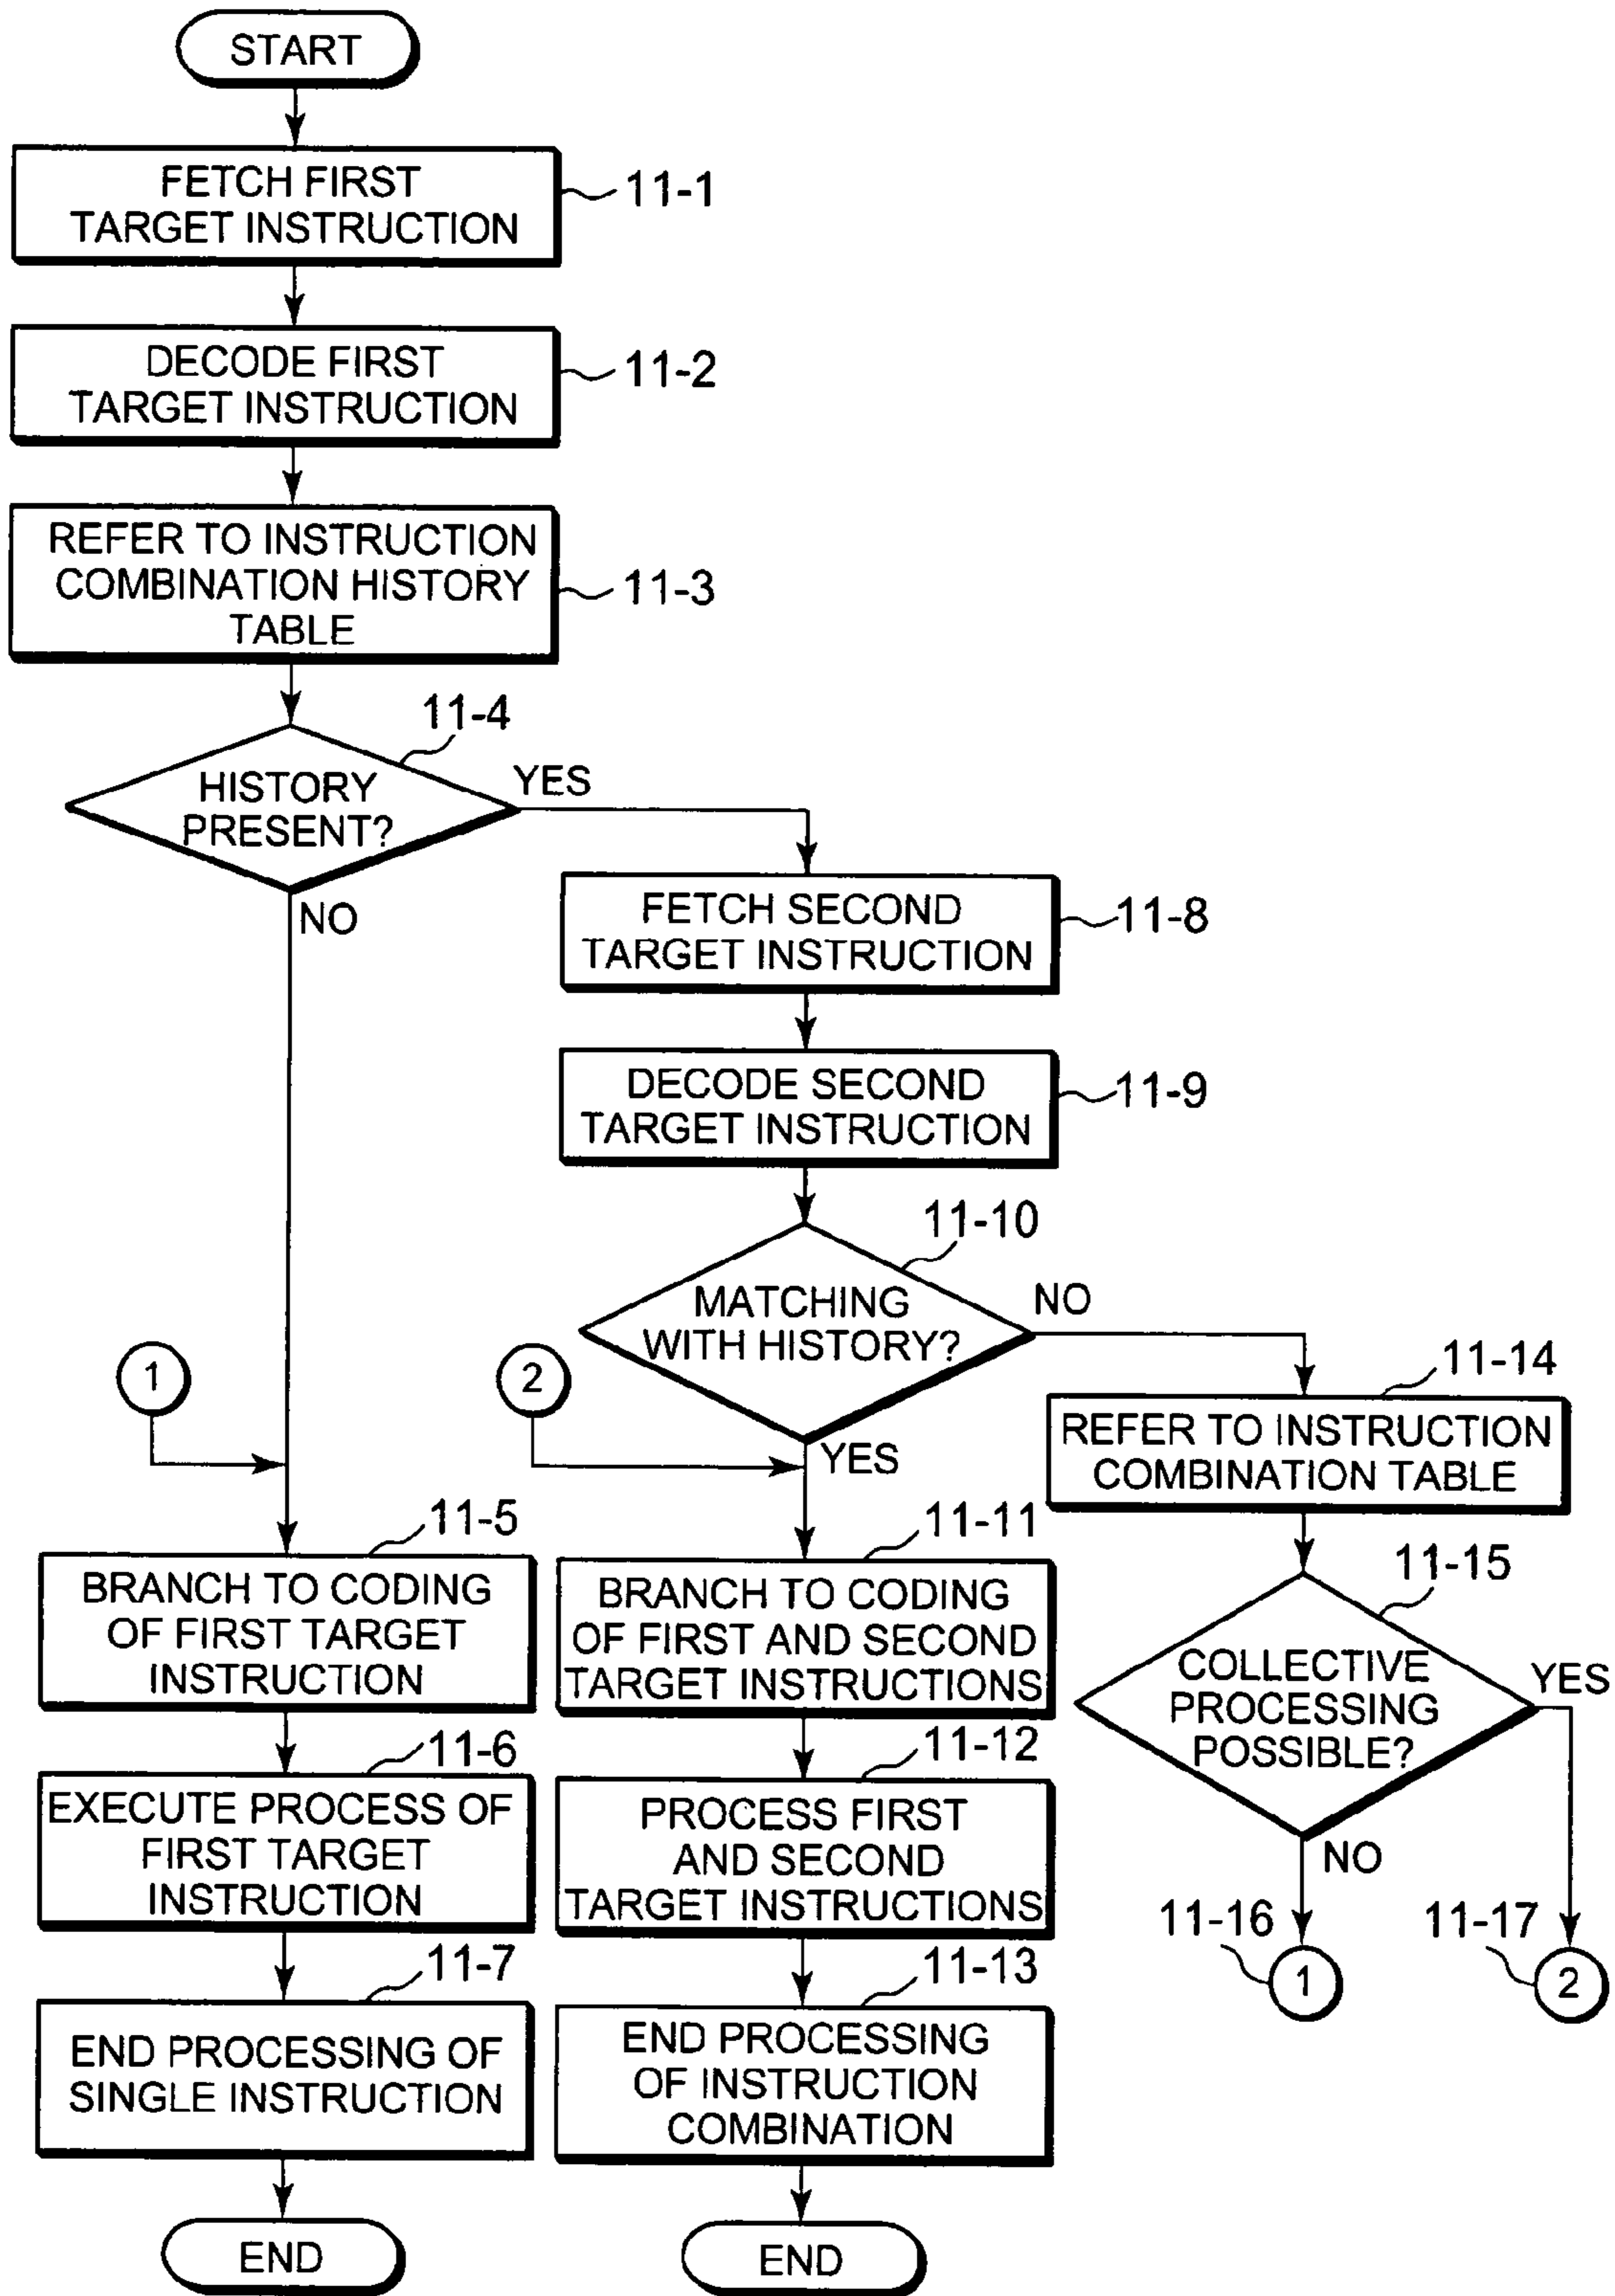 START
FETCH FIRST
TARGET INSTRUCTION
11-1
DECODE FIRST
TARGET INSTRUCTION
11-2
REFER TO INSTRUCTION
COMBINATION HISTORY
TABLE
11-3
11-4
HISTORY
PRESENT?
YES
NO
FETCH SECOND
TARGET INSTRUCTION
11-8
DECODE SECOND
TARGET INSTRUCTION
11-9
11-10
MATCHING
WITH HISTORY?
NO
YES
1
2
11-14
REFER TO INSTRUCTION
COMBINATION TABLE
11-5
BRANCH TO CODING
OF FIRST TARGET
INSTRUCTION
11-11
BRANCH TO CODING
OF FIRST AND SECOND
TARGET INSTRUCTIONS
11-15
COLLECTIVE
PROCESSING
POSSIBLE?
YES
NO
11-6
EXECUTE PROCESS OF
FIRST TARGET
INSTRUCTION
11-12
PROCESS FIRST
AND SECOND
TARGET INSTRUCTIONS
11-16
1
11-17
2
11-7
END PROCESSING OF
SINGLE INSTRUCTION
11-13
END PROCESSING
OF INSTRUCTION
COMBINATION
END
END